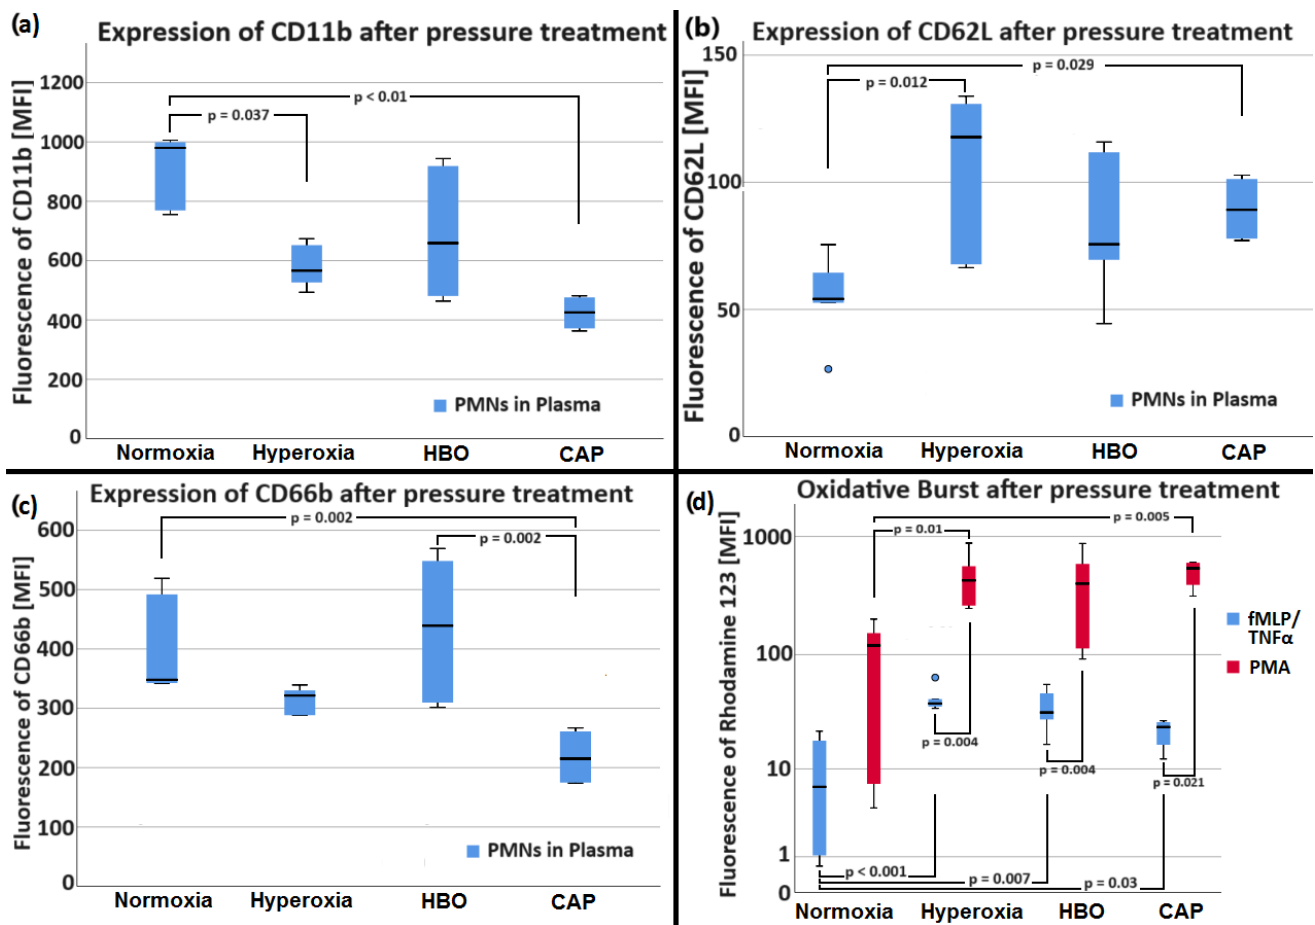 (a)
Expression of CD11b after pressure treatment
Fluorescence of CD11b [MFI]
1200
1000
800
600
400
200
0
p < 0.01
p = 0.037
PMNs in Plasma
Normoxia
Hyperoxia
HBO
CAP
(b)
Expression of CD62L after pressure treatment
Fluorescence of CD62L [MFI]
150
100
50
0
p = 0.029
p = 0.012
PMNs in Plasma
Normoxia
Hyperoxia
HBO
CAP
(c)
Expression of CD66b after pressure treatment
Fluorescence of CD66b [MFI]
600
500
400
300
200
100
0
p = 0.002
p = 0.002
PMNs in Plasma
Normoxia
Hyperoxia
HBO
CAP
(d)
Oxidative Burst after pressure treatment
Fluorescence of Rhodamine 123 [MFI]
1000
100
10
1
0
p = 0.005
p = 0.01
p = 0.004
p = 0.004
p = 0.021
p < 0.001
p = 0.007
p = 0.03
fMLP/
TNFα
PMA
Normoxia
Hyperoxia
HBO
CAP